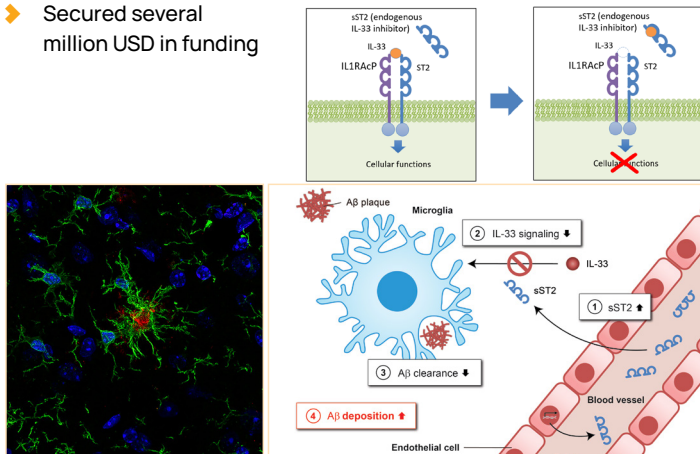 Secured several
million USD in funding
sST2 (endogenous
IL-33 inhibitor)
IL-33
IL1RAcP
ST2
Cellular functions
sST2 (endogenous
IL-33 inhibitor)
IL-33
IL1RAcP
ST2
Cellular functions
Aβ plaque
Microglia
② IL-33 signaling ⬇
IL-33
sST2
① sST2 ⬆
③ Aβ clearance ⬇
Blood vessel
④ Aβ deposition ⬆
Endothelial cell